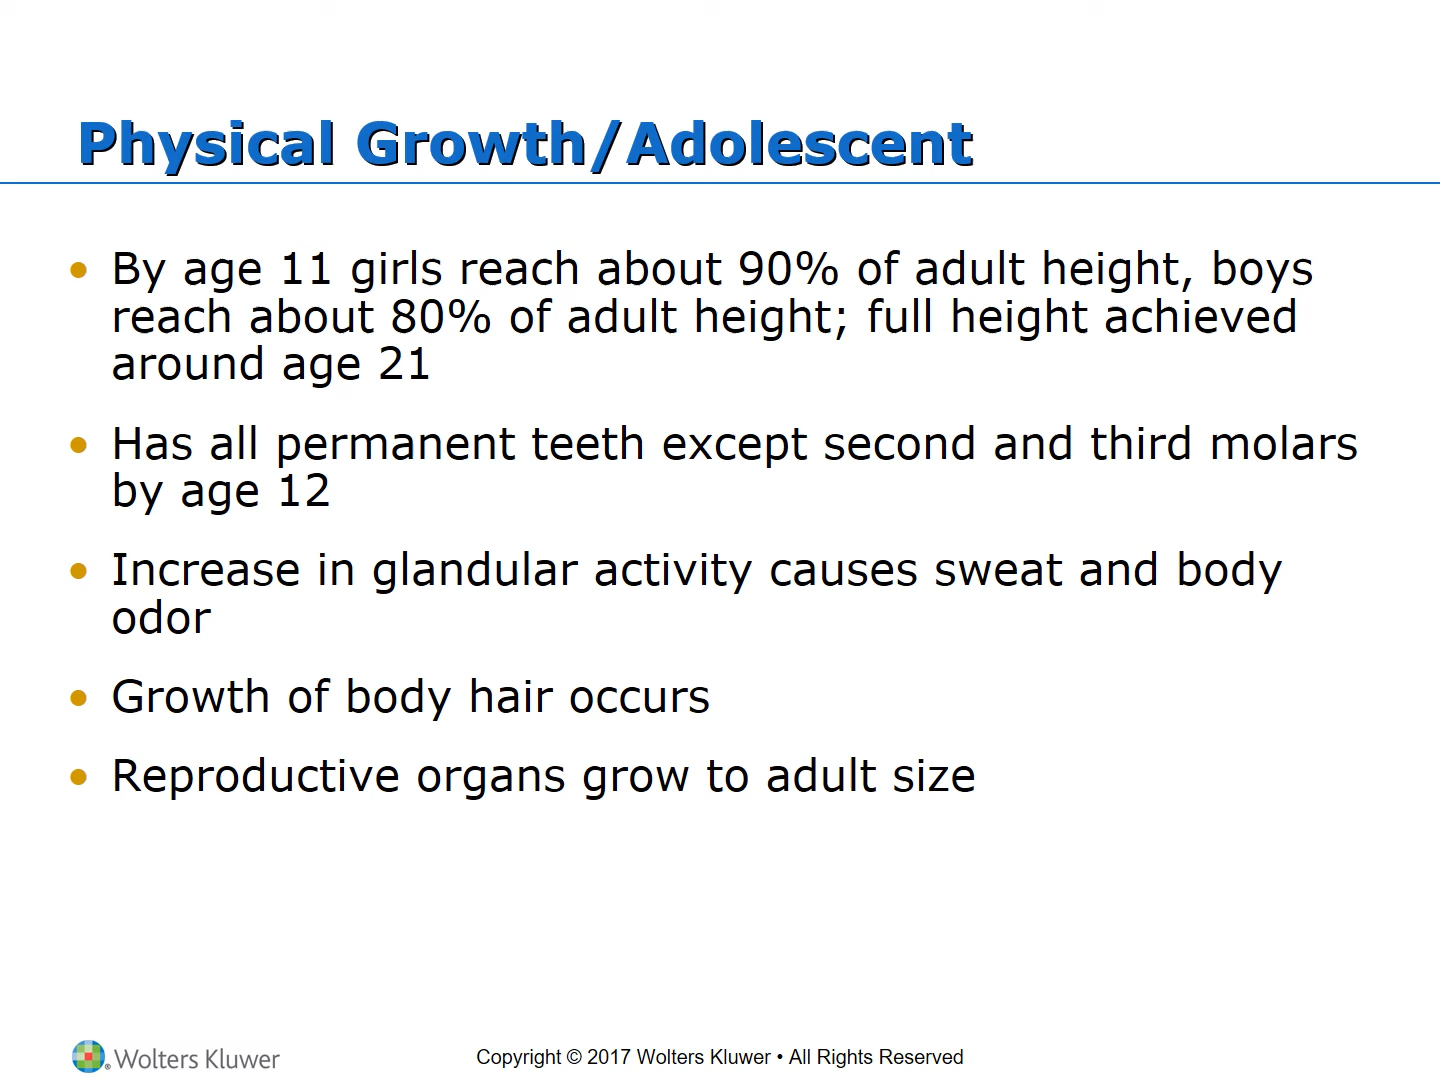 Physical Growth/Adolescent
• By age 11 girls reach about 90% of adult height, boys
reach about 80% of adult height; full height achieved
around age 21
• Has all permanent teeth except second and third molars
by age 12
• Increase in glandular activity causes sweat and body
odor
• Growth of body hair occurs
• Reproductive organs grow to adult size
® Wolters Kluwer
Copyright © 2017 Wolters Kluwer • All Rights Reserved